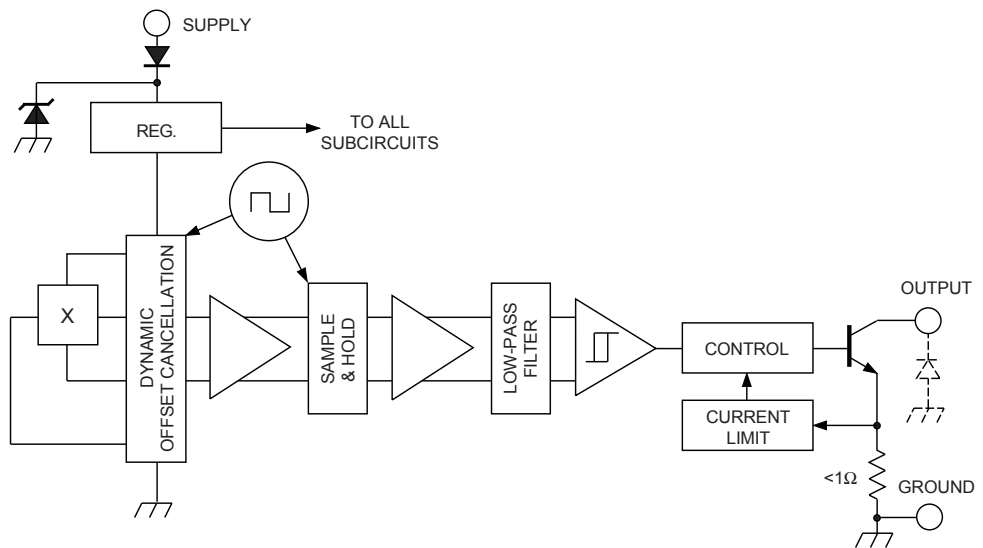 SUPPLY
REG.
TO ALL
SUBCIRCUITS
X
DYNAMIC
OFFSET CANCELLATION
SAMPLE
& HOLD
LOW-PASS
FILTER
CONTROL
CURRENT
LIMIT
OUTPUT
<1Ω
GROUND